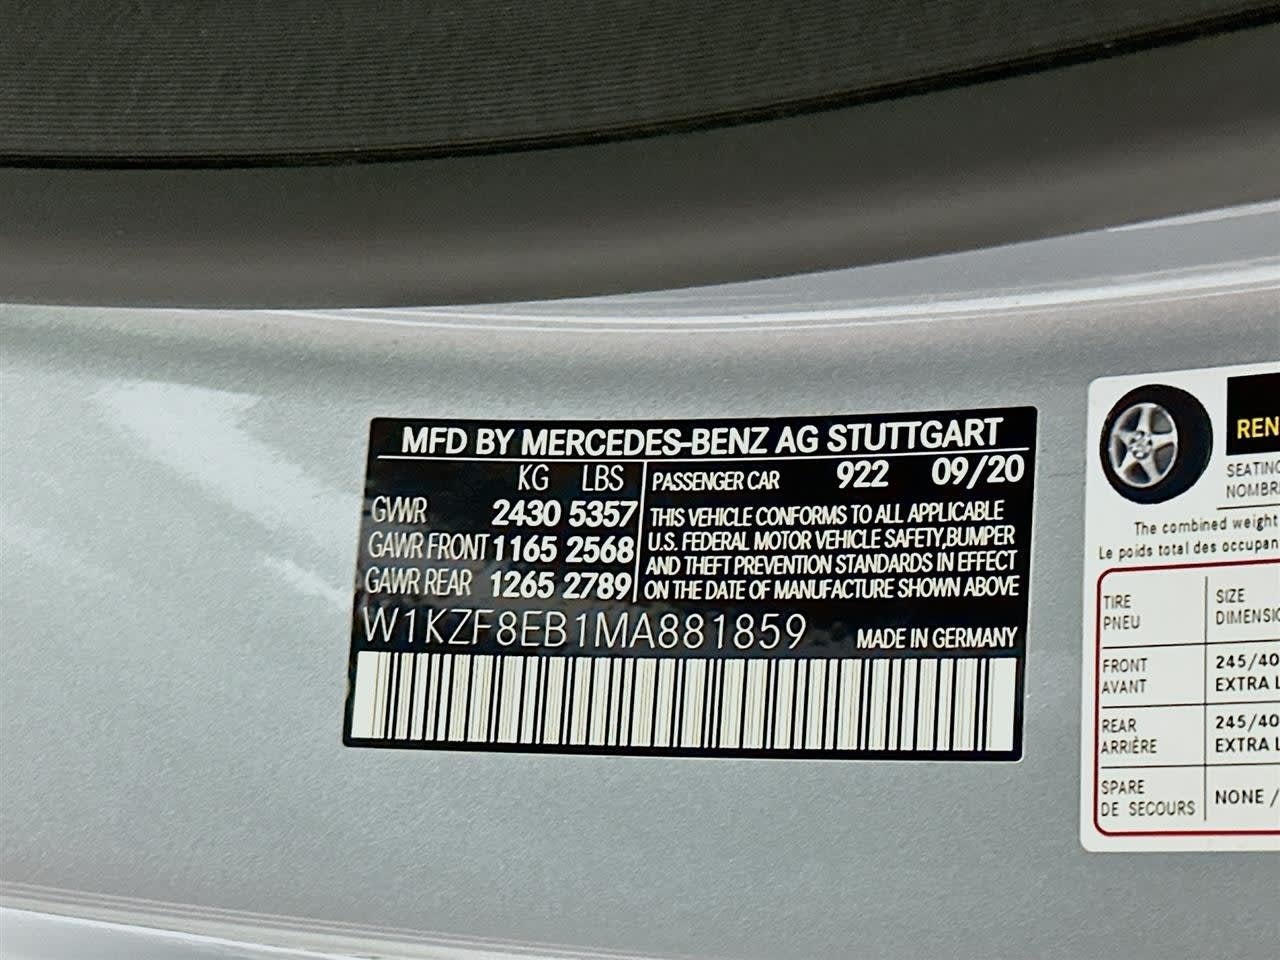 MFD BY MERCEDES-BENZ AG STUTTGART
KG LBS
GVWR 2430 5357
GAWR FRONT 1165 2568
GAWR REAR 1265 2789
PASSENGER CAR 922 09/20
THIS VEHICLE CONFORMS TO ALL APPLICABLE
U.S. FEDERAL MOTOR VEHICLE SAFETY,BUMPER
AND THEFT PREVENTION STANDARDS IN EFFECT
ON THE DATE OF MANUFACTURE SHOWN ABOVE
W1KZF8EB1MA881859 MADE IN GERMANY
REN
SEATING
NOMBRE
The combined weight
Le poids total des occupan
TIRE SIZE
PNEU DIMENSIO
FRONT 245/40
AVANT EXTRA L
REAR 245/40
ARRIÈRE EXTRA L
SPARE
DE SECOURS NONE /